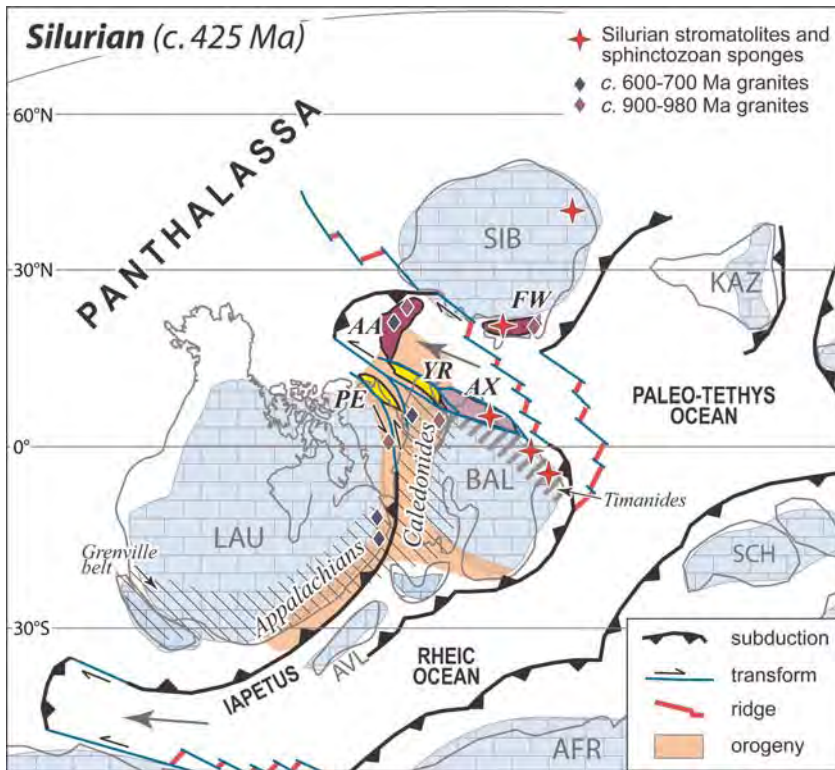 Silurian (c. 425 Ma)
Silurian stromatolites and
sphinctozoan sponges
c. 600-700 Ma granites
c. 900-980 Ma granites
60°N
PANTHALASSA
SIB
30°N
KAZ
FW
AA
YR
AX
PE
PALEO-TETHYS
OCEAN
0°
Caledonides
BAL
Timanides
LAU
Grenville
belt
Appalachians
SCH
30°S
AVL
IAPETUS
RHEIC
OCEAN
AFR
subduction
transform
ridge
orogeny